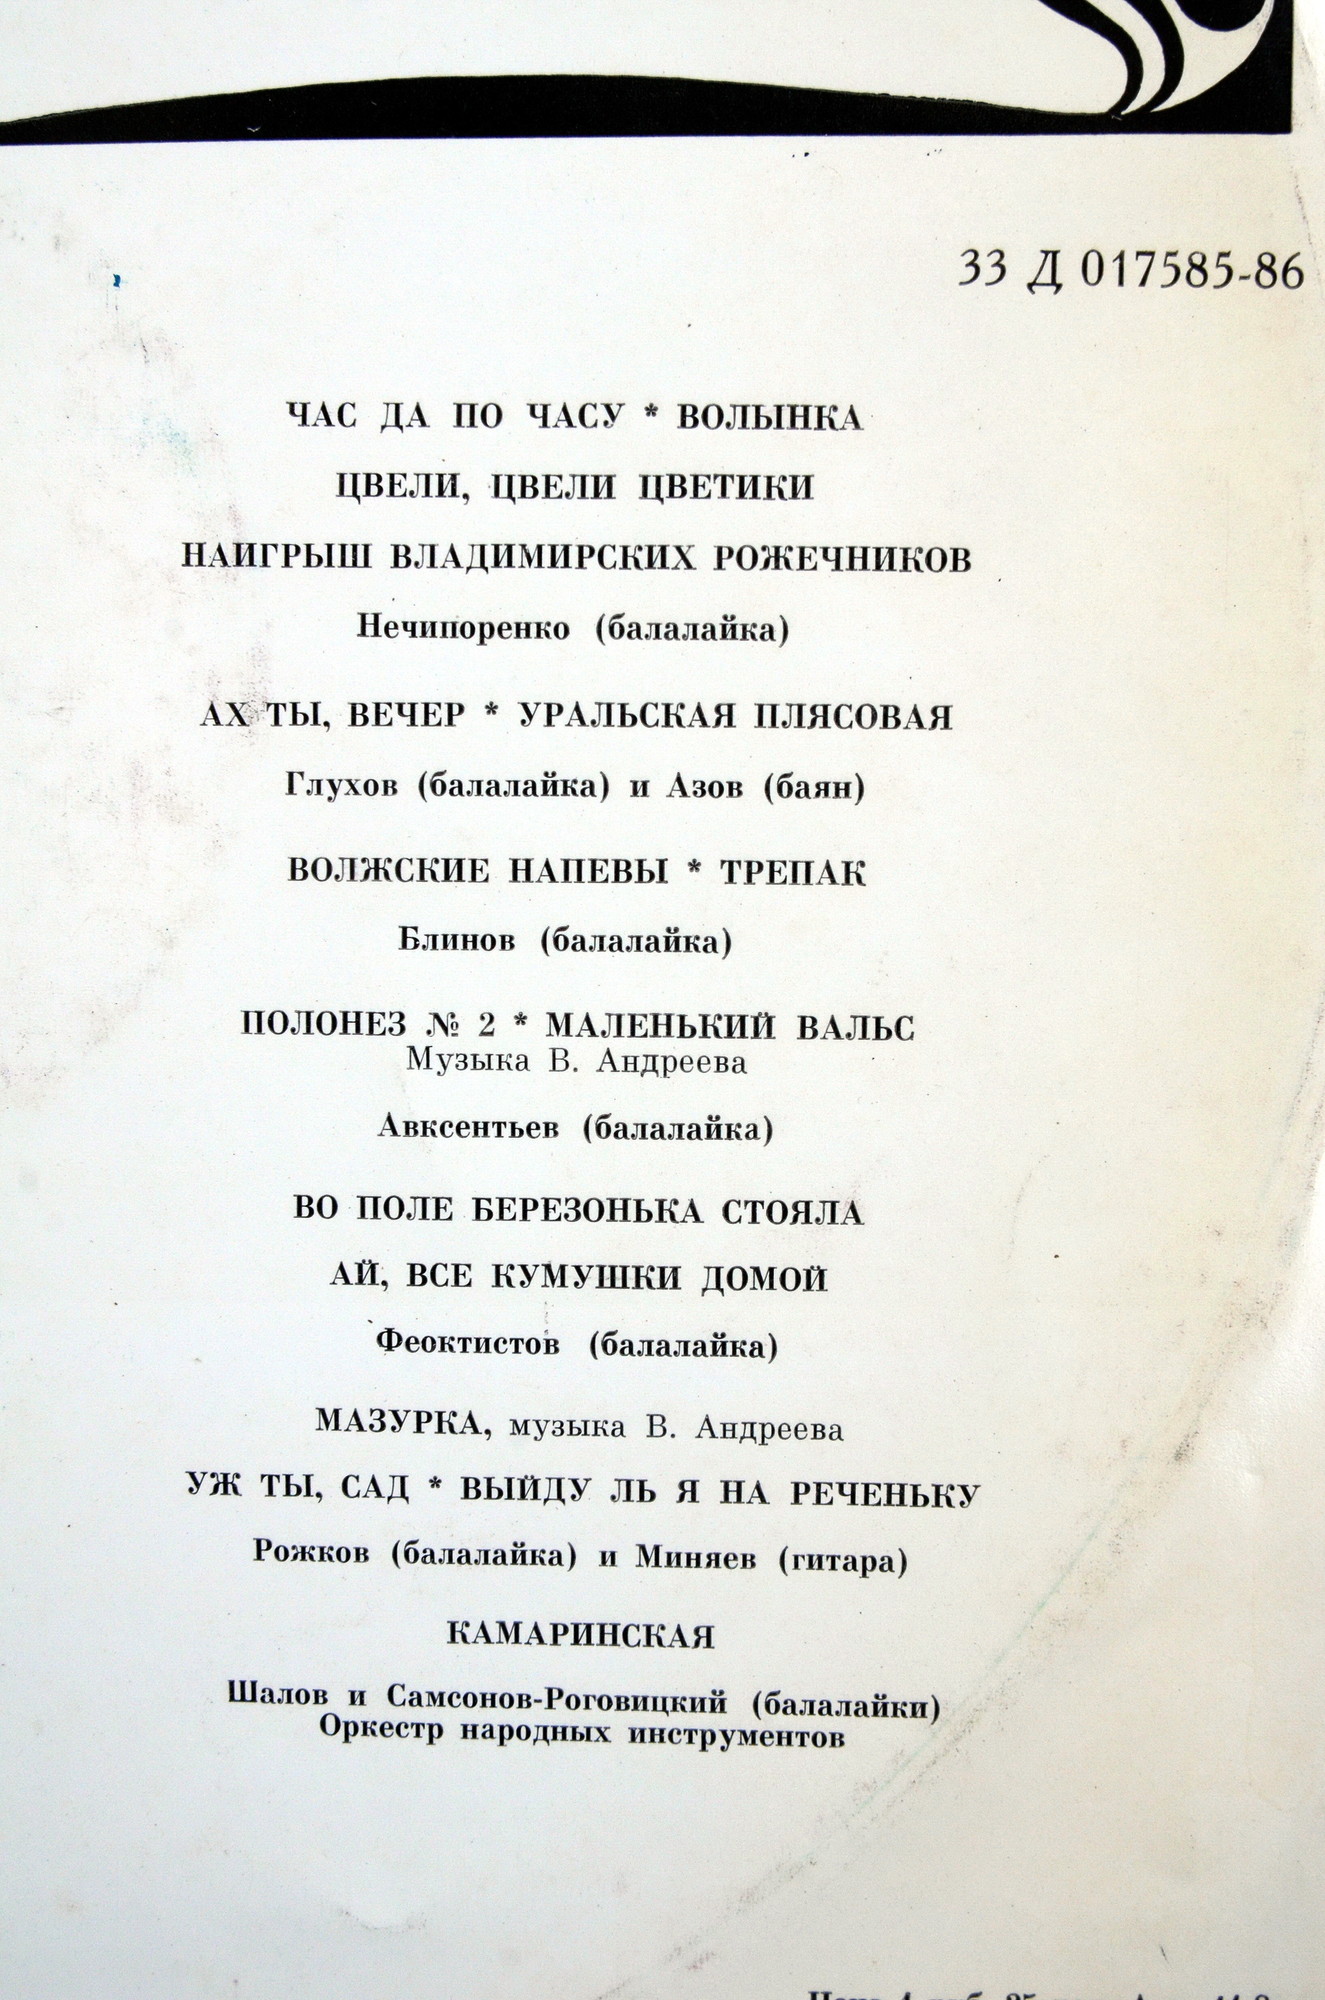 33 Д 017585-86
ЧАС ДА ПО ЧАСУ * ВОЛЫНКА
ЦВЕЛИ, ЦВЕЛИ ЦВЕТИКИ
НАИГРЫШ ВЛАДИМИРСКИХ РОЖЕЧНИКОВ
Нечипоренко (балалайка)
АХ ТЫ, ВЕЧЕР * УРАЛЬСКАЯ ПЛЯСОВАЯ
Глухов (балалайка) и Азов (баян)
ВОЛЖСКИЕ НАПЕВЫ * ТРЕПАК
Блинов (балалайка)
ПОЛОНЕЗ № 2 * МАЛЕНЬКИЙ ВАЛЬС
Музыка В. Андреева
Авксентьев (балалайка)
ВО ПОЛЕ БЕРЕЗОНЬКА СТОЯЛА
АЙ, ВСЕ КУМУШКИ ДОМОЙ
Феоктистов (балалайка)
МАЗУРКА, музыка В. Андреева
УЖ ТЫ, САД * ВЫЙДУ ЛЬ Я НА РЕЧЕНЬКУ
Рожков (балалайка) и Миняев (гитара)
КАМАРИНСКАЯ
Шалов и Самсонов-Роговицкий (балалайки)
Оркестр народных инструментов